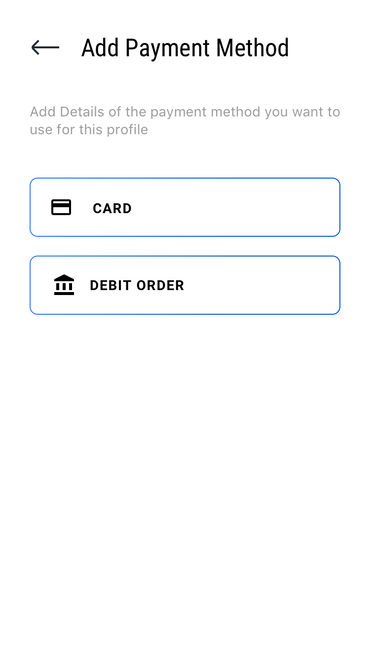 Add Payment Method
Add Details of the payment method you want to
use for this profile
CARD
DEBIT ORDER